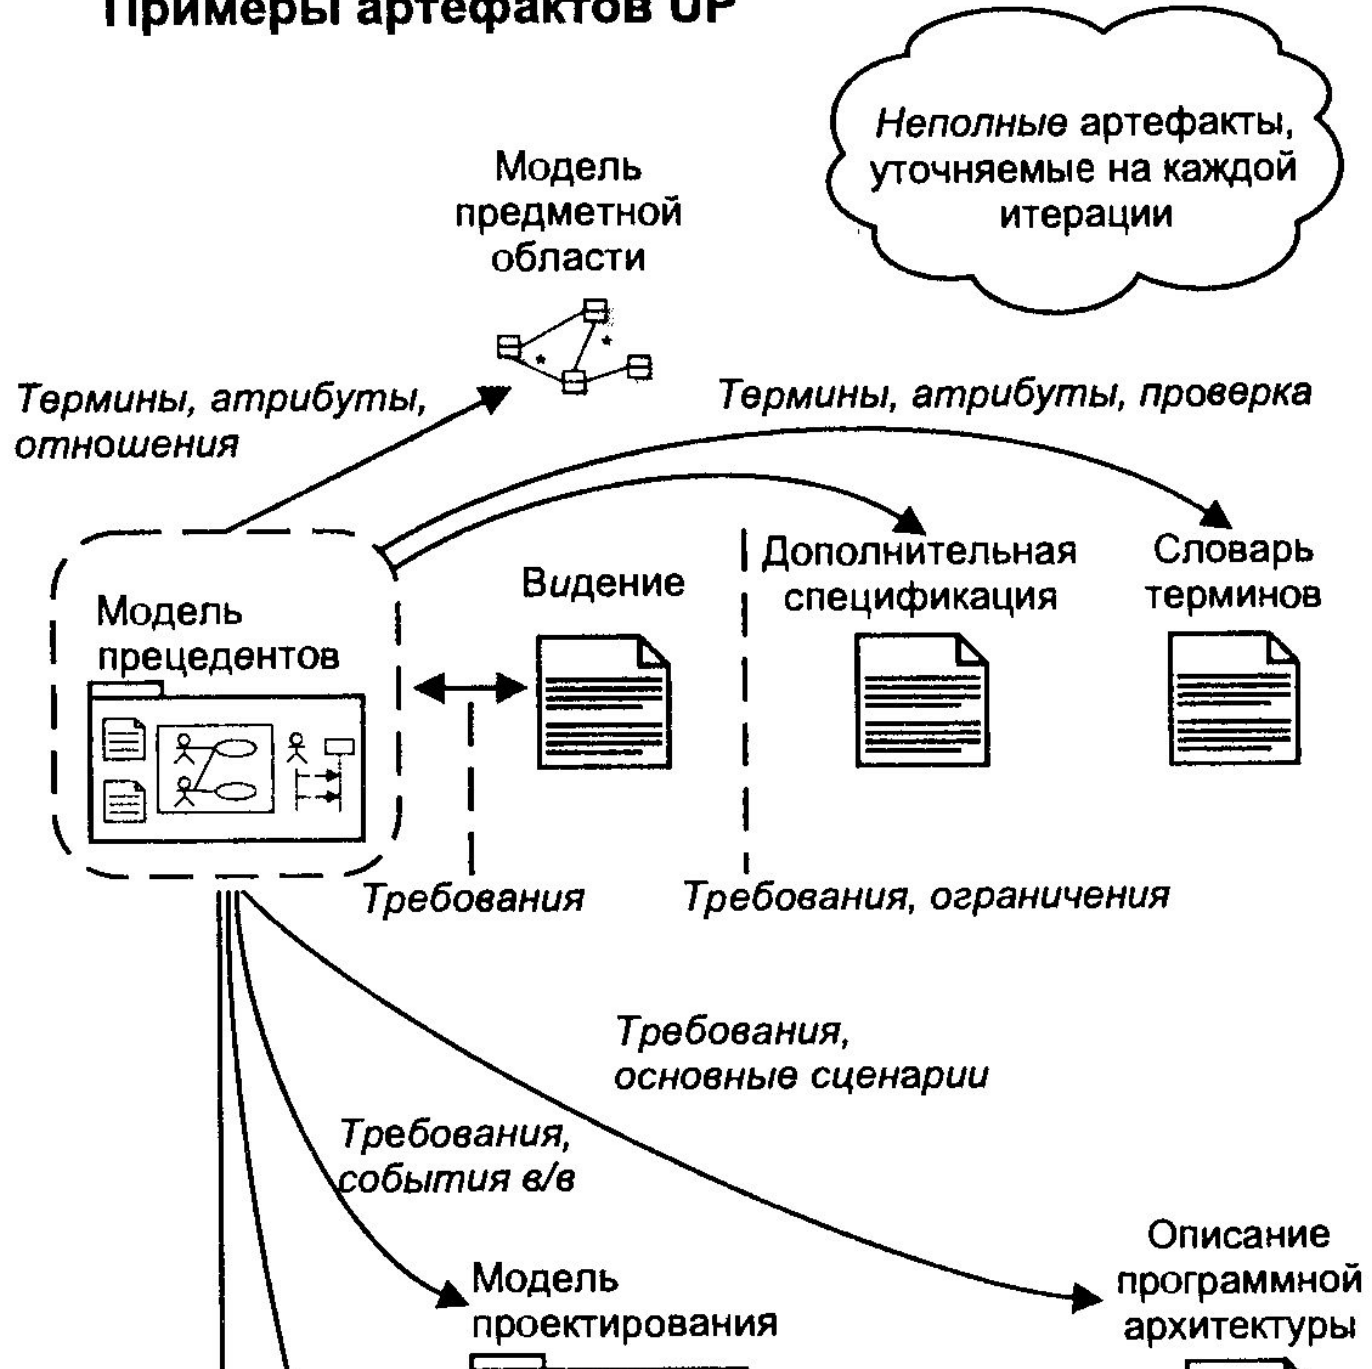 Примеры артефактов UP
Неполные артефакты,
уточняемые на каждой
итерации
Модель
предметной
области
Термины, атрибуты,
отношения
Термины, атрибуты, проверка
Модель
прецедентов
Видение
Дополнительная
спецификация
Словарь
терминов
Требования
Требования, ограничения
Требования,
основные сценарии
Требования,
события в/в
Модель
проектирования
Описание
программной
архитектуры